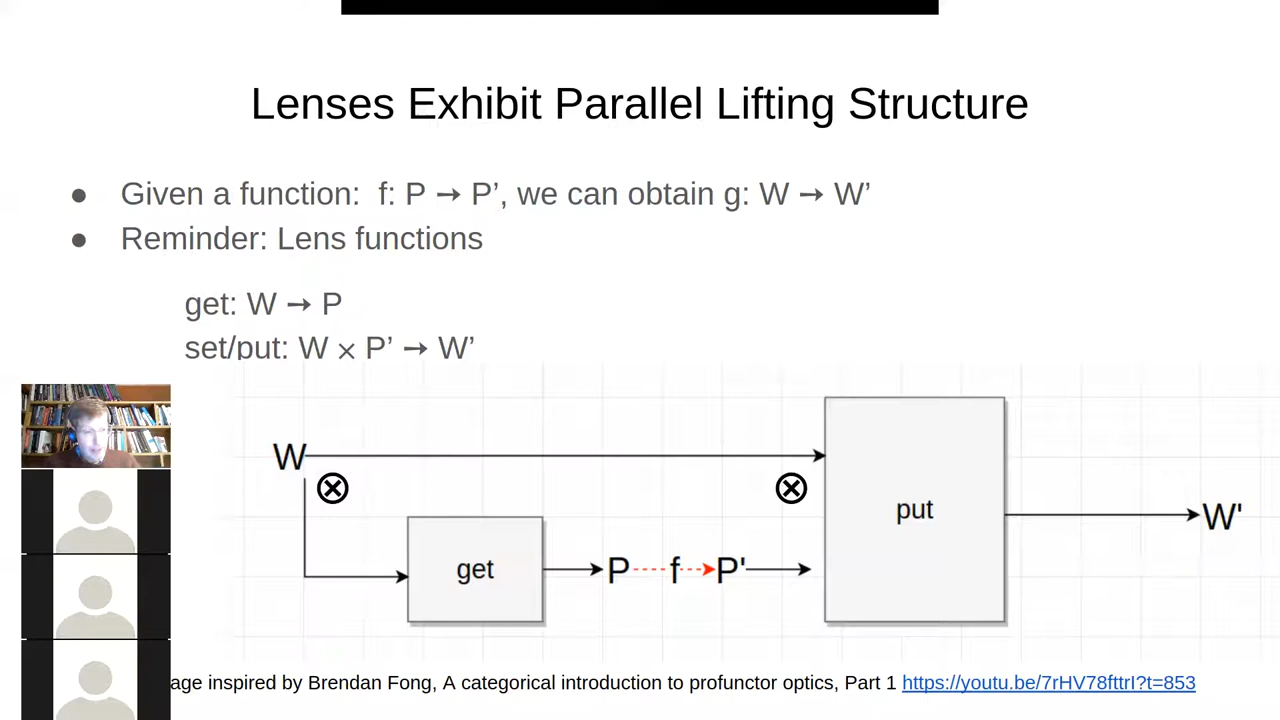 Lenses Exhibit Parallel Lifting Structure
● Given a function: f: P → P’, we can obtain g: W → W’
● Reminder: Lens functions
get: W → P
set/put: W × P’ → W’
W
⊗ ⊗
put
W'
get
P f P'
age inspired by Brendan Fong, A categorical introduction to profunctor optics, Part 1 https://youtu.be/7rHV78fttrI?t=853